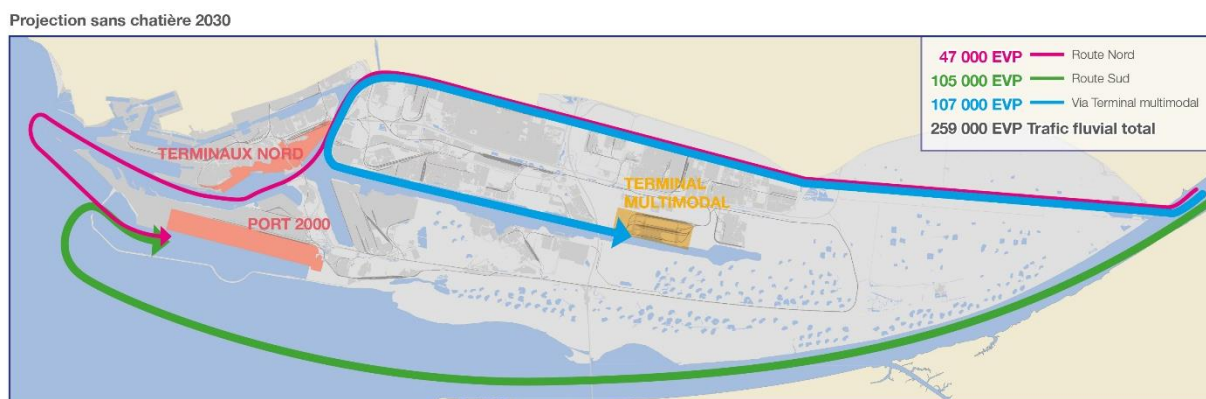 Projection sans chatière 2030
47 000 EVP Route Nord
105 000 EVP Route Sud
107 000 EVP Via Terminal multimodal
259 000 EVP Trafic fluvial total
TERMINAUX NORD
TERMINAL
MULTIMODAL
PORT 2000